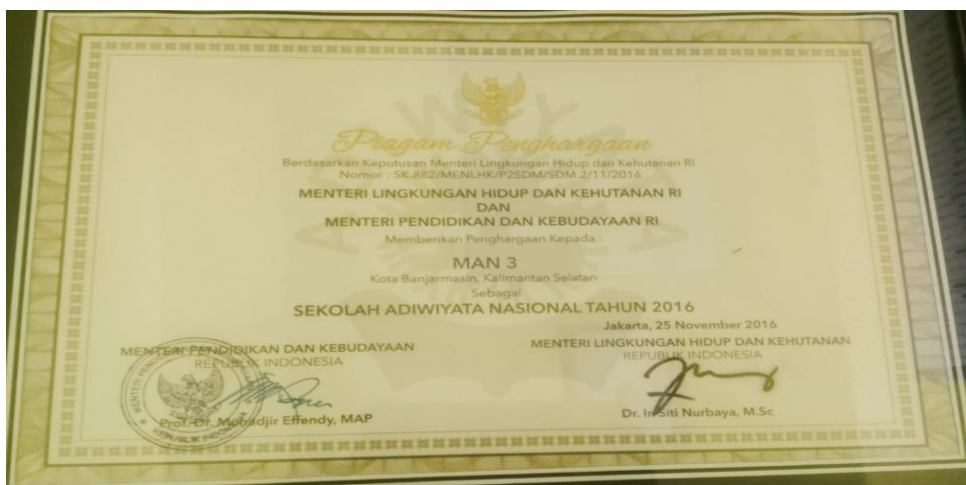 Piagam Penghargaan
Berdasarkan Keputusan Menteri Lingkungan Hidup dan Kehutanan RI
Nomor : SK.882/MENLHK/P2SDM/SDM.2/11/2016
MENTERI LINGKUNGAN HIDUP DAN KEHUTANAN RI
DAN
MENTERI PENDIDIKAN DAN KEBUDAYAAN RI
Memberikan Penghargaan Kepada :
MAN 3
Kota Banjarmasin, Kalimantan Selatan
Sebagai
SEKOLAH ADIWIYATA NASIONAL TAHUN 2016
Jakarta, 25 November 2016
MENTERI PENDIDIKAN DAN KEBUDAYAAN
REPUBLIK INDONESIA
Prof. Dr. Muhadjir Effendy, MAP
MENTERI LINGKUNGAN HIDUP DAN KEHUTANAN
REPUBLIK INDONESIA
Dr. Ir. Siti Nurbaya, M.Sc